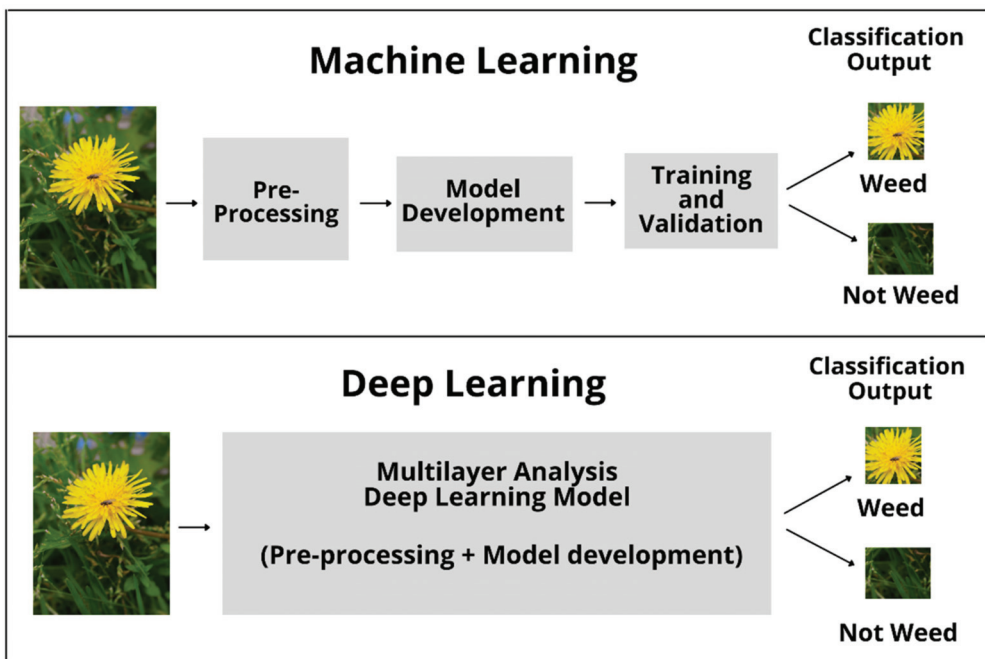 Machine Learning
Classification
Output
Pre-
Processing
Model
Development
Training
and
Validation
Weed
Not Weed
Deep Learning
Classification
Output
Multilayer Analysis
Deep Learning Model
(Pre-processing + Model development)
Weed
Not Weed